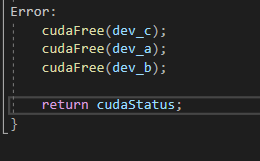 Error:
    cudaFree(dev_c);
    cudaFree(dev_a);
    cudaFree(dev_b);

    return cudaStatus;
}